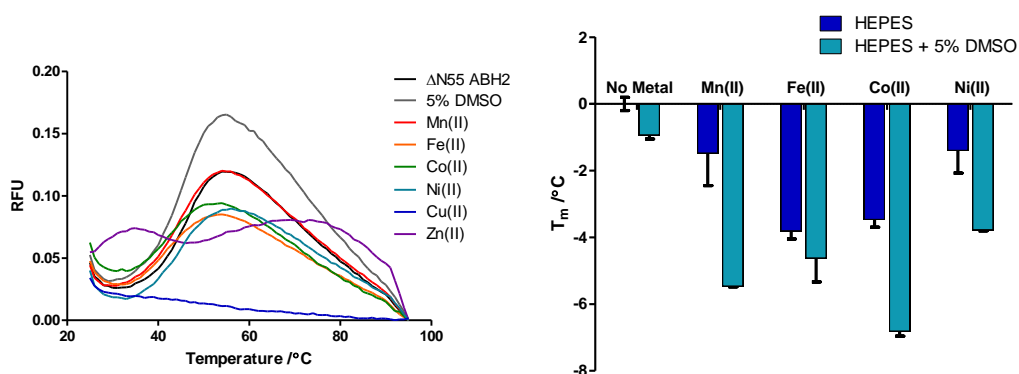 0.20
0.15
0.10
0.05
0.00
RFU
20
40
60
80
100
Temperature /°C
ΔN55 ABH2
5% DMSO
Mn(II)
Fe(II)
Co(II)
Ni(II)
Cu(II)
Zn(II)
HEPES
HEPES + 5% DMSO
2
0
-2
-4
-6
-8
Tm /°C
No Metal
Mn(II)
Fe(II)
Co(II)
Ni(II)